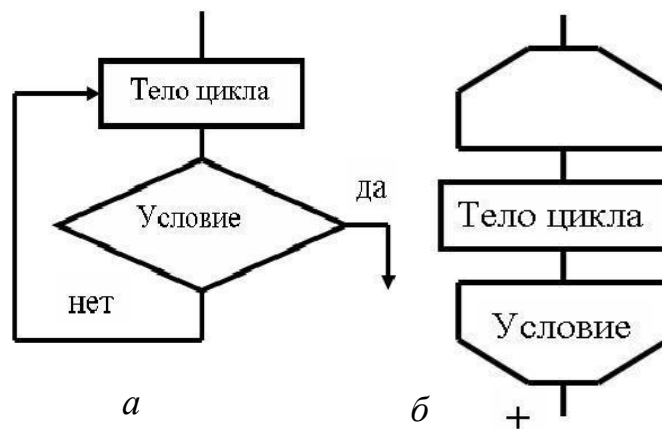 Тело цикла
Условие
да
нет
а
Тело цикла
Условие
б
+